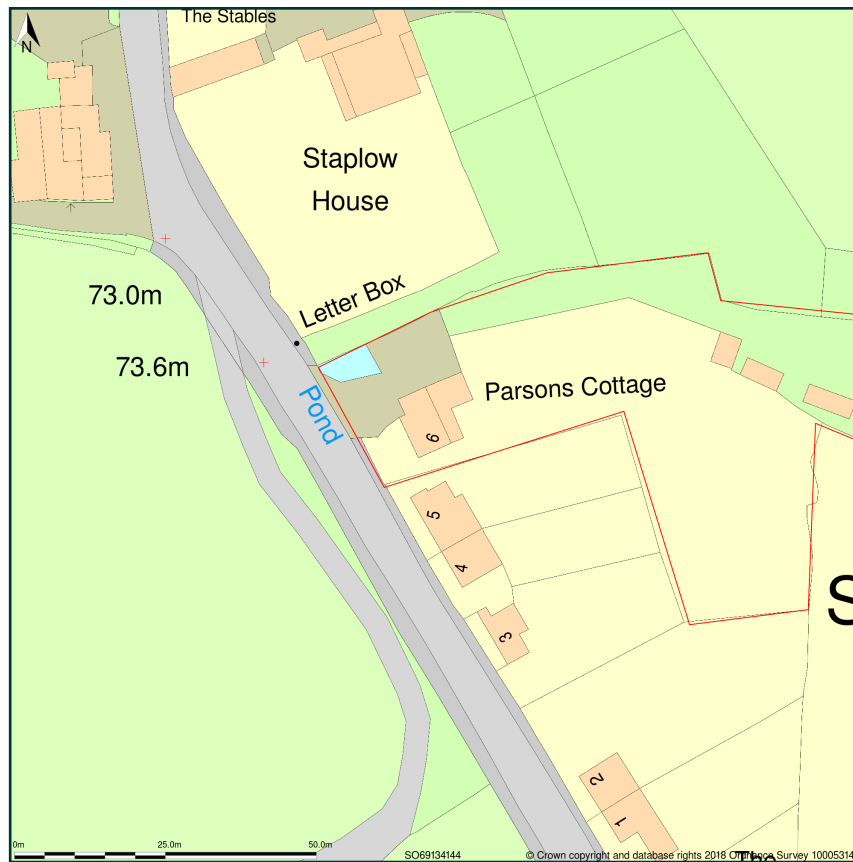 The Stables
N
Staplow
House
Letter Box
73.0m
73.6m
Pond
Parsons Cottage
6
5
4
3
2
1
S
0m
25.0m
50.0m
SO69134144
© Crown copyright and database rights 2018 Ordnance Survey 10005314